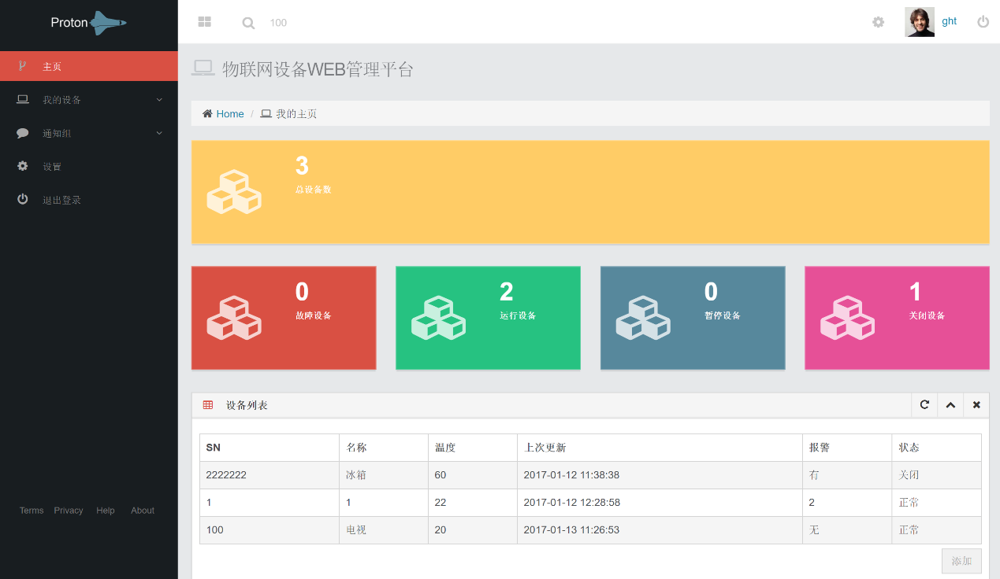 Proton
100
ght
主页
我的设备
通知组
设置
退出登录
Terms Privacy Help About
物联网设备WEB管理平台
Home / 我的主页
3
总设备数
0
故障设备
2
运行设备
0
暂停设备
1
关闭设备
设备列表
SN 名称 温度 上次更新 报警 状态
2222222 冰箱 60 2017-01-12 11:38:38 有 关闭
1 1 22 2017-01-12 12:28:58 2 正常
100 电视 20 2017-01-13 11:26:53 无 正常
添加